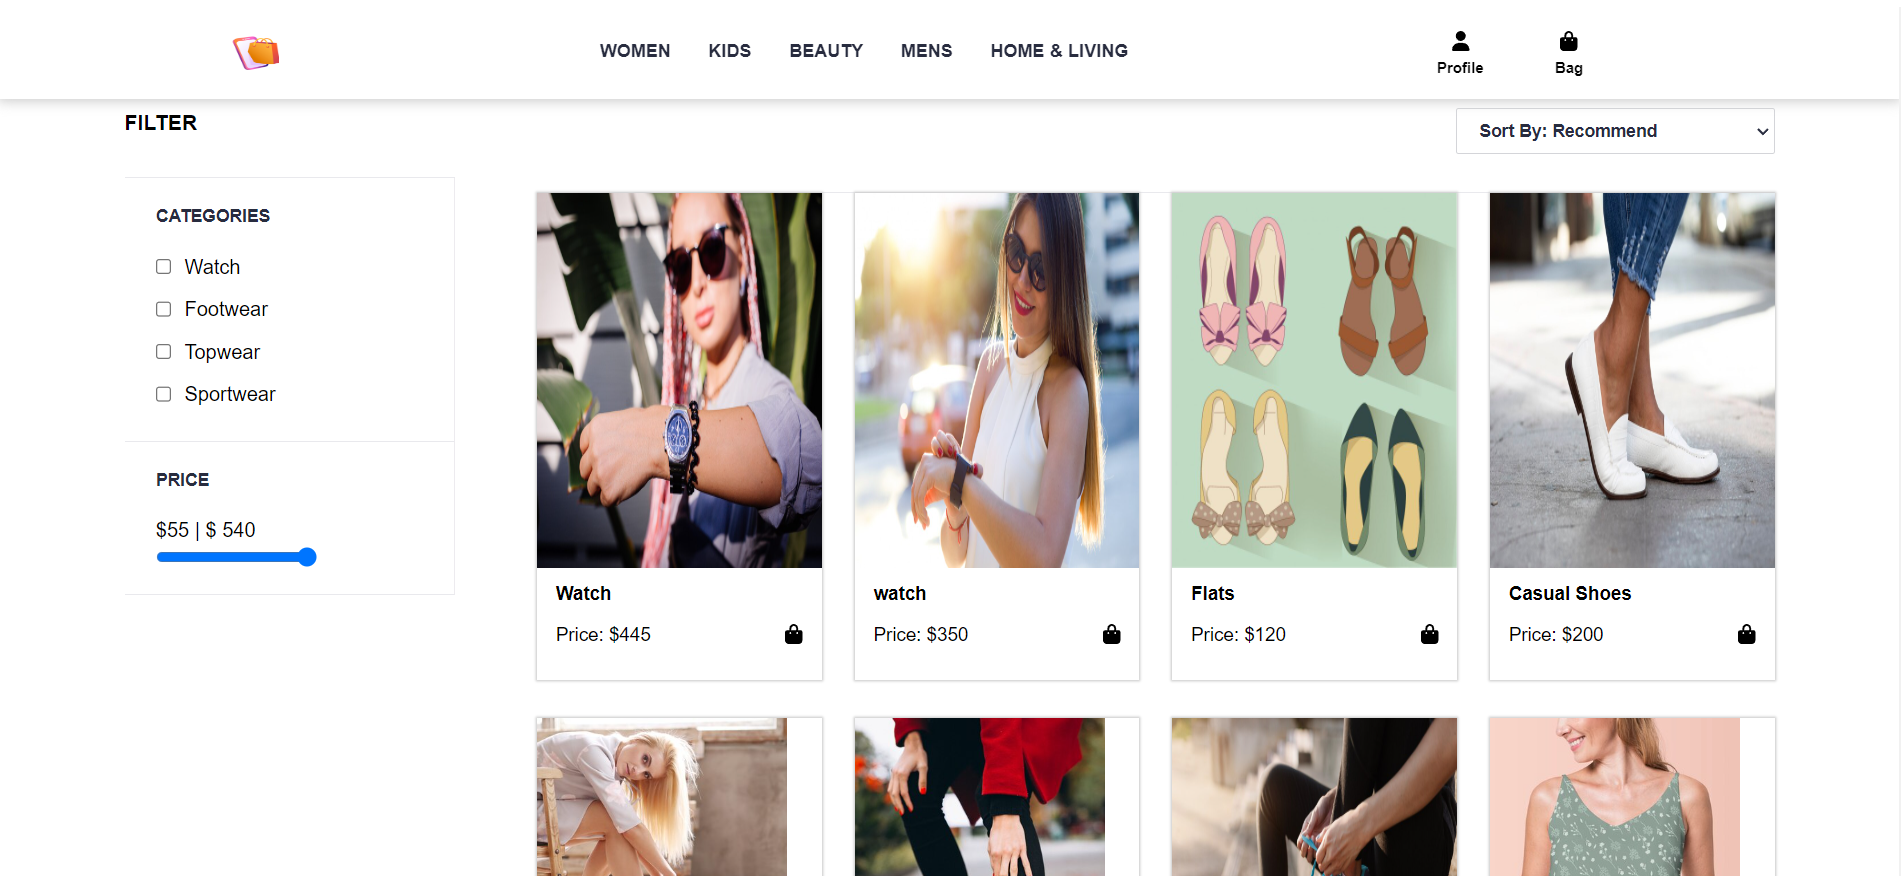 WOMEN KIDS BEAUTY MENS HOME & LIVING
Profile
Bag
FILTER
Sort By: Recommend
CATEGORIES
Watch
Footwear
Topwear
Sportwear
PRICE
$55 | $ 540
Watch
Price: $445
watch
Price: $350
Flats
Price: $120
Casual Shoes
Price: $200